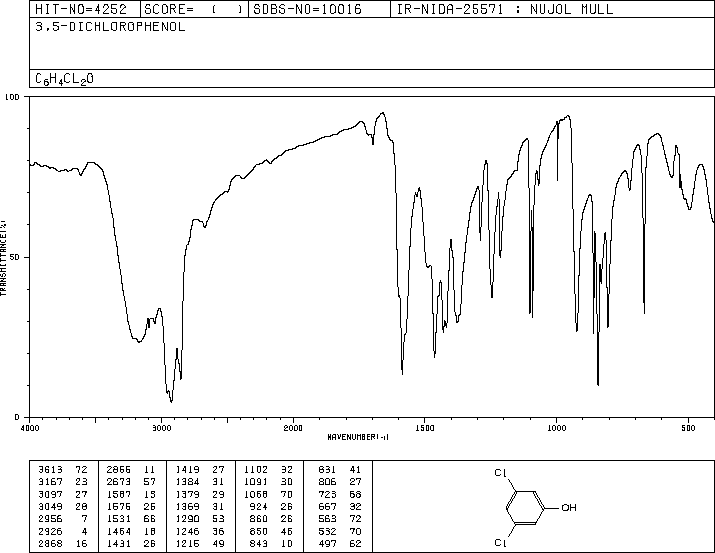 HIT-NO=4252 SCORE= ( ) SDBS-NO=10016 IR-NIDA-25571 : NUJOL MULL
3,5-DICHLOROPHENOL
C6H4CL2O
100
50
0
TRANSMITTANCE(%)
4000 3000 2000 1500 1000 500
WAVENUMBER(-1)
3613 72 2866 11 1419 27 1102 32 831 41
3167 23 2673 57 1384 31 1091 30 806 27
3097 27 1587 13 1379 29 1068 70 723 68
3049 28 1576 26 1369 31 924 26 667 32
2956 7 1531 66 1290 53 860 26 563 72
2926 4 1464 18 1246 36 850 46 532 70
2868 16 1431 26 1215 49 843 10 497 62
Cl
OH
Cl